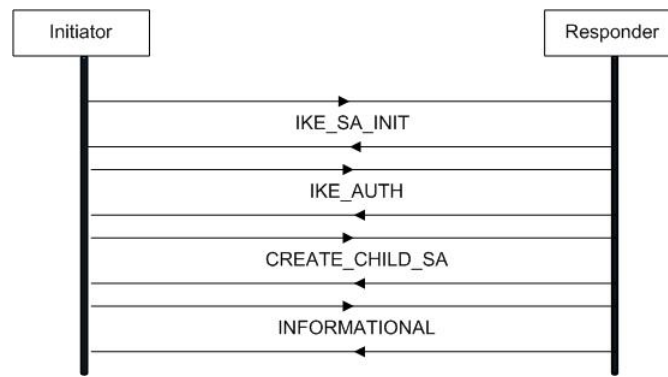 Initiator
Responder
IKE_SA_INIT
IKE_AUTH
CREATE_CHILD_SA
INFORMATIONAL